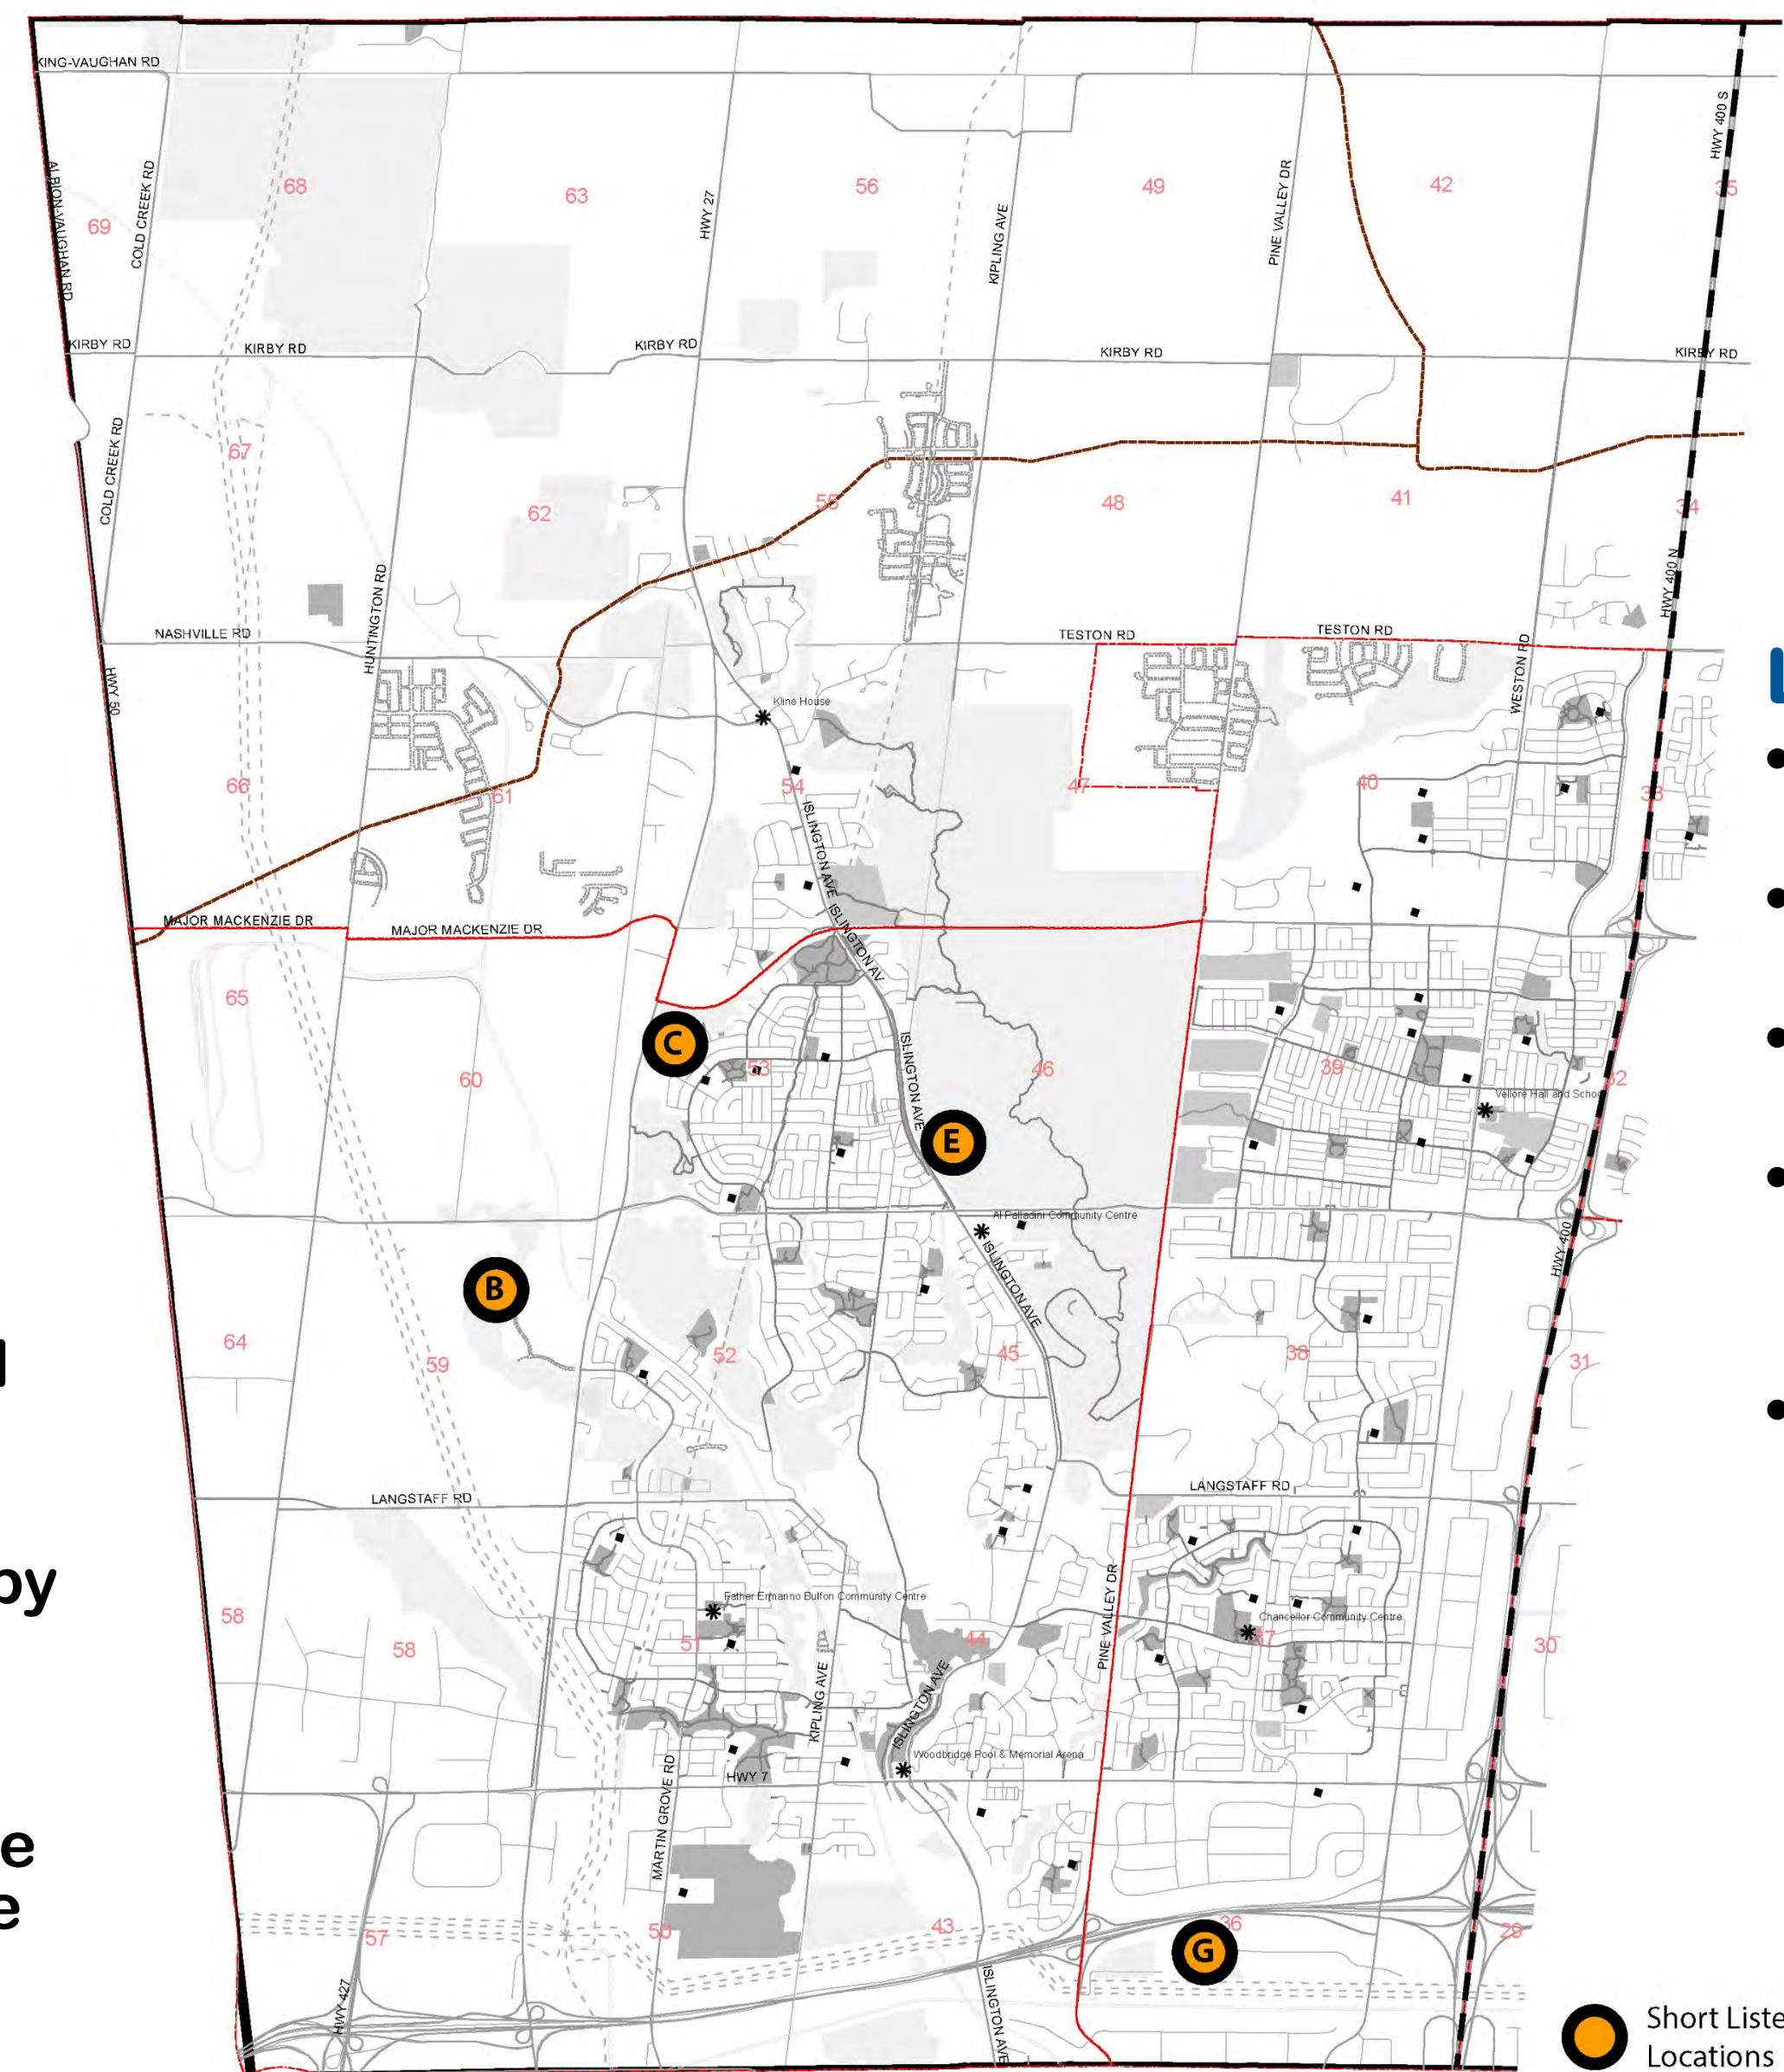 KING-VAUGHAN RD
HWY 400 S
ALBION-VAUGHAN RD
COLD CREEK RD
HWY 27
KIPLING AVE
PINE VALLEY DR
68
63
56
49
42
35
69
KIRBY RD
KIRBY RD
KIRBY RD
KIRBY RD
KIRBY RD
COLD CREEK RD
67
62
55
48
41
34
HWY 400 N
HUNTINGTON RD
NASHVILLE RD
TESTON RD
TESTON RD
WESTON RD
HWY 50
Kline House
66
61
54
47
40
33
ISLINGTON AVE
MAJOR MACKENZIE DR
MAJOR MACKENZIE DR
ISLINGTON AV
65
C
60
53
ISLINGTON AVE
46
39
32
Vellore Hall and School
E
Al Palladini Community Centre
ISLINGTON AVE
HWY 400
B
64
59
52
45
38
31
LANGSTAFF RD
LANGSTAFF RD
by
Father Ermanno Bulfon Community Centre
PINE VALLEY DR
Chancellor Community Centre
58
58
51
44
37
30
KIPLING AVE
ISLINGTON AVE
Woodbridge Pool & Memorial Arena
HWY 7
MARTIN GROVE RD
e
e
57
50
43
36
29
G
HWY 427
ISLINGTON AVE
Short Liste
Locations